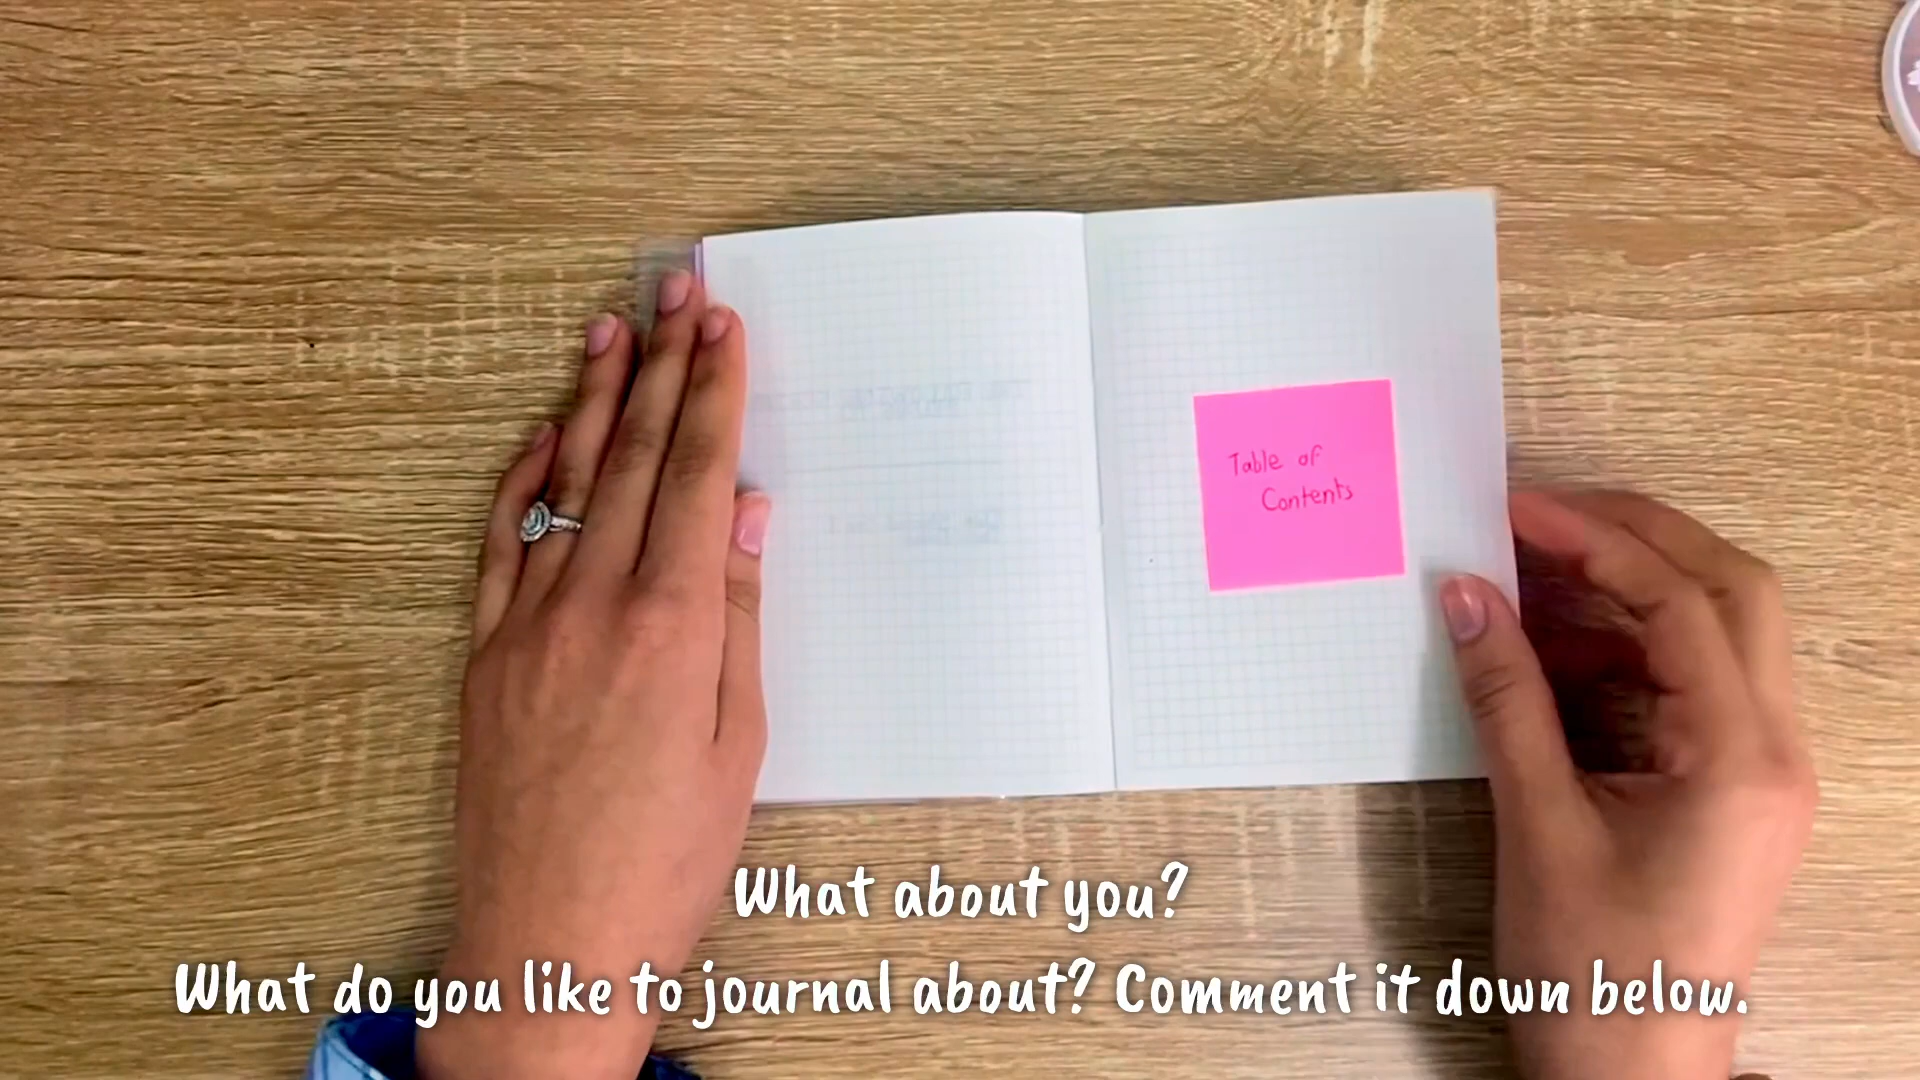 Table of
Contents
What about you?
What do you like to journal about? Comment it down below.